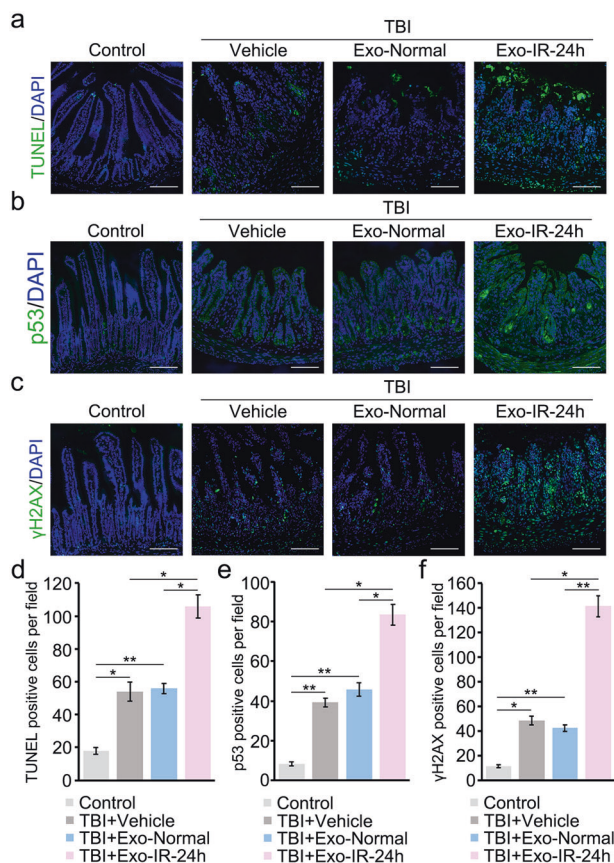 a
TBI
Control
Vehicle
Exo-Normal
Exo-IR-24h
TUNEL/DAPI
b
TBI
Control
Vehicle
Exo-Normal
Exo-IR-24h
p53/DAPI
c
TBI
Control
Vehicle
Exo-Normal
Exo-IR-24h
γH2AX/DAPI
d
TUNEL positive cells per field
120
100
80
60
40
20
0
*
*
**
*
Control
TBI+Vehicle
TBI+Exo-Normal
TBI+Exo-IR-24h
e
p53 positive cells per field
100
80
60
40
20
0
*
*
**
**
Control
TBI+Vehicle
TBI+Exo-Normal
TBI+Exo-IR-24h
f
γH2AX positive cells per field
160
140
120
100
80
60
40
20
0
*
**
**
*
Control
TBI+Vehicle
TBI+Exo-Normal
TBI+Exo-IR-24h